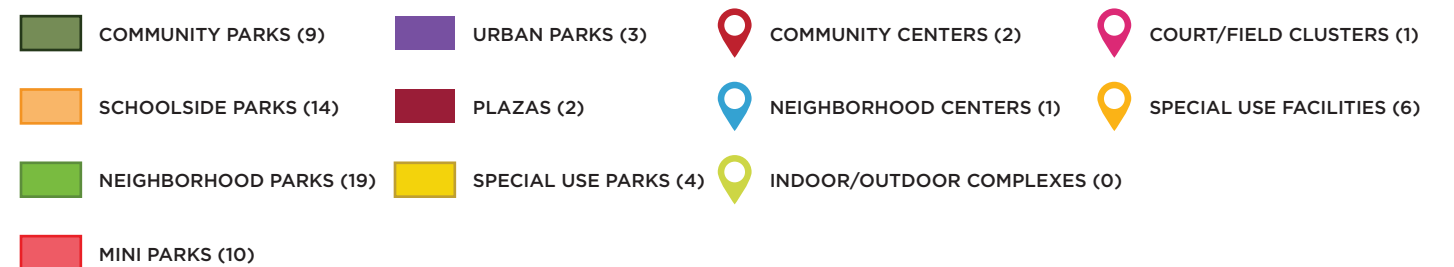 COMMUNITY PARKS (9)
SCHOOLSIDE PARKS (14)
NEIGHBORHOOD PARKS (19)
MINI PARKS (10)
URBAN PARKS (3)
PLAZAS (2)
SPECIAL USE PARKS (4)
COMMUNITY CENTERS (2)
NEIGHBORHOOD CENTERS (1)
INDOOR/OUTDOOR COMPLEXES (0)
COURT/FIELD CLUSTERS (1)
SPECIAL USE FACILITIES (6)